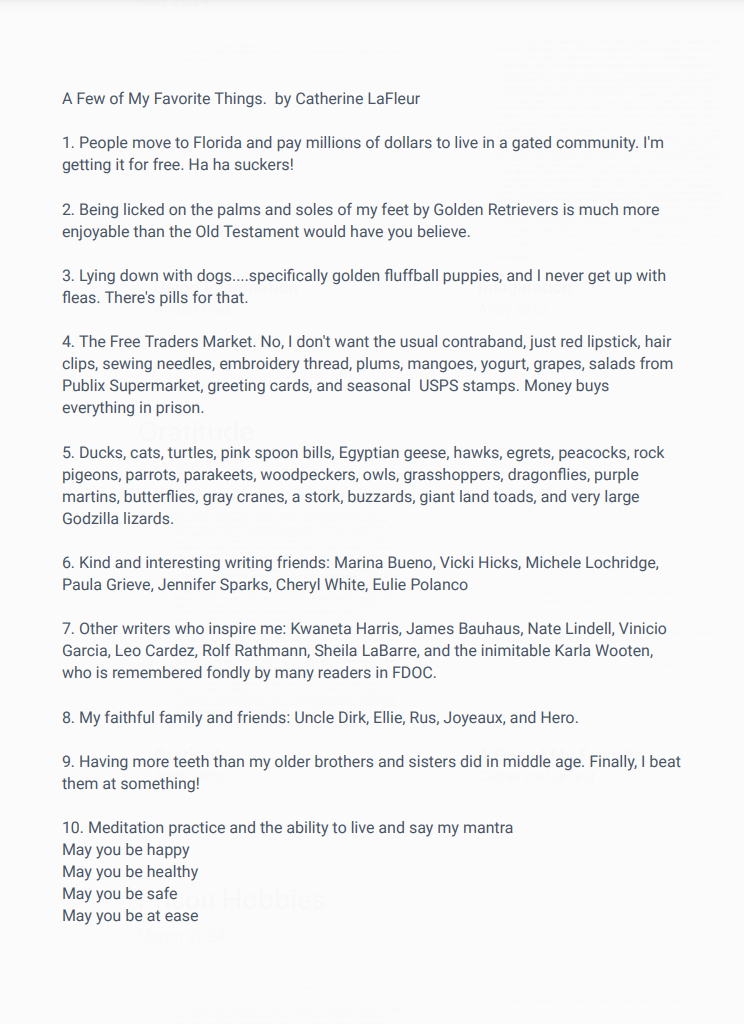 A Few of My Favorite Things.  by Catherine LaFleur
1. People move to Florida and pay millions of dollars to live in a gated community. I'm
getting it for free. Ha ha suckers!
2. Being licked on the palms and soles of my feet by Golden Retrievers is much more
enjoyable than the Old Testament would have you believe.
3. Lying down with dogs....specifically golden fluffball puppies, and I never get up with
fleas. There's pills for that.
4. The Free Traders Market. No, I don't want the usual contraband, just red lipstick, hair
clips, sewing needles, embroidery thread, plums, mangoes, yogurt, grapes, salads from
Publix Supermarket, greeting cards, and seasonal  USPS stamps. Money buys
everything in prison.
5. Ducks, cats, turtles, pink spoon bills, Egyptian geese, hawks, egrets, peacocks, rock
pigeons, parrots, parakeets, woodpeckers, owls, grasshoppers, dragonflies, purple
martins, butterflies, gray cranes, a stork, buzzards, giant land toads, and very large
Godzilla lizards.
6. Kind and interesting writing friends: Marina Bueno, Vicki Hicks, Michele Lochridge,
Paula Grieve, Jennifer Sparks, Cheryl White, Eulie Polanco
7. Other writers who inspire me: Kwaneta Harris, James Bauhaus, Nate Lindell, Vinicio
Garcia, Leo Cardez, Rolf Rathmann, Sheila LaBarre, and the inimitable Karla Wooten,
who is remembered fondly by many readers in FDOC.
8. My faithful family and friends: Uncle Dirk, Ellie, Rus, Joyeaux, and Hero.
9. Having more teeth than my older brothers and sisters did in middle age. Finally, I beat
them at something!
10. Meditation practice and the ability to live and say my mantra
May you be happy
May you be healthy
May you be safe
May you be at ease